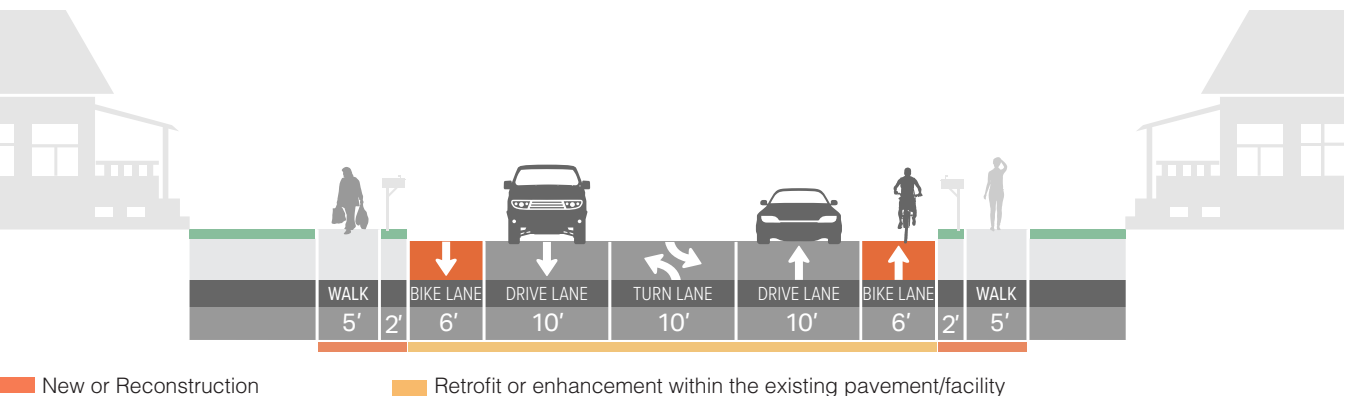 WALK BIKE LANE DRIVE LANE TURN LANE DRIVE LANE BIKE LANE WALK
5′ 2′ 6′ 10′ 10′ 10′ 6′ 2′ 5′
New or Reconstruction Retrofit or enhancement within the existing pavement/facility